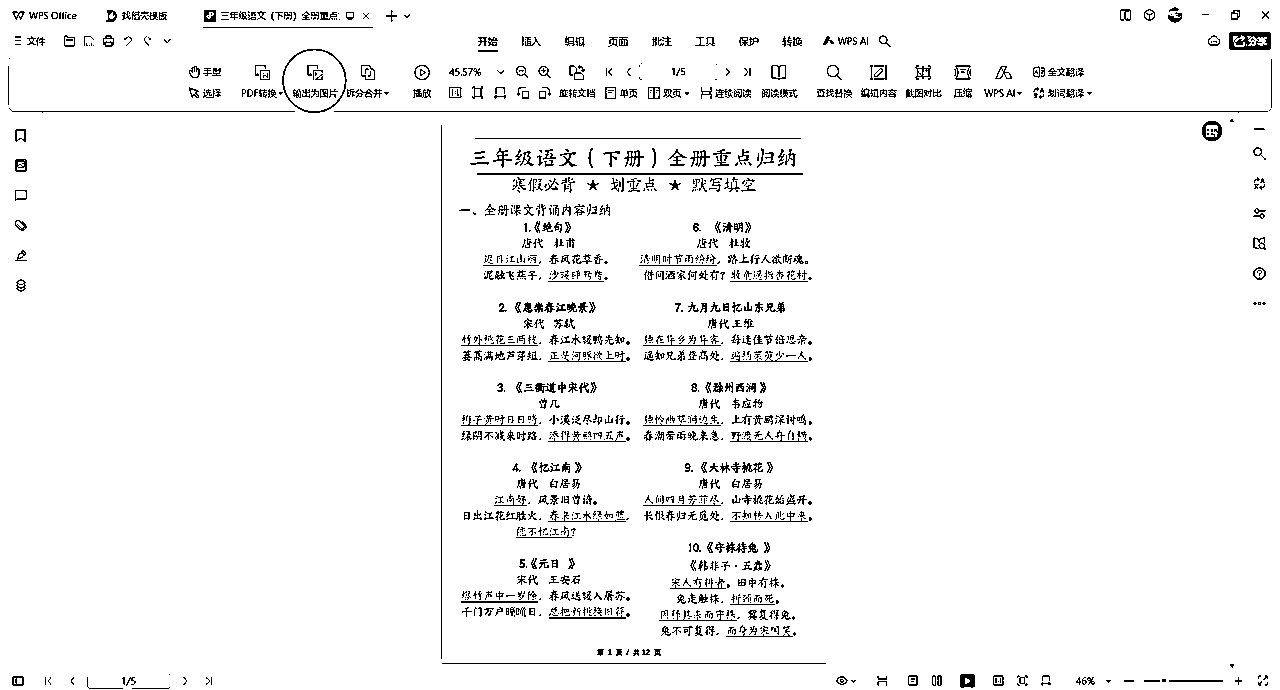 WPS Office
找稻壳模板
三年级语文（下册）全册重点
文件
开始 插入 编辑 页面 批注 工具 保护 转换 WPS AI
分享
手型 选择
PDF转换 输出为图片 拆分合并
播放
45.57%
旋转文档 单页 双页 连续阅读 阅读模式
1/5
查找替换 编辑内容 截图对比 压缩 WPS AI
全文翻译 划词翻译
三年级语文（下册）全册重点归纳
寒假必背 ★ 划重点 ★ 默写填空
一、全册课文背诵内容归纳
1.《绝句》
唐代 杜甫
迟日江山丽，春风花草香。
泥融飞燕子，沙暖睡鸳鸯。
2.《惠崇春江晚景》
宋代 苏轼
竹外桃花三两枝，春江水暖鸭先知。
蒌蒿满地芦芽短，正是河豚欲上时。
3. 《三衢道中宋代》
曾几
梅子黄时日日晴，小溪泛尽却山行。
绿阴不减来时路，添得黄鹂四五声。
4. 《忆江南 》
唐代 白居易
江南好，风景旧曾谙。
日出江花红胜火，春来江水绿如蓝，
能不忆江南？
5.《元日 》
宋代 王安石
爆竹声中一岁除，春风送暖入屠苏。
千门万户曈曈日，总把新桃换旧符。
6. 《清明》
唐代 杜牧
清明时节雨纷纷，路上行人欲断魂。
借问酒家何处有？牧童遥指杏花村。
7. 九月九日忆山东兄弟
唐代王维
独在异乡为异客，每逢佳节倍思亲。
遥知兄弟登高处，遍插茱萸少一人。
8.《滁州西涧》
唐代 韦应物
独怜幽草涧边生，上有黄鹂深树鸣。
春潮带雨晚来急，野渡无人舟自横。
9. 《大林寺桃花》
唐代 白居易
人间四月芳菲尽，山寺桃花始盛开。
长恨春归无觅处，不知转入此中来。
10.《守株待兔 》
《韩非子·五蠹》
宋人有耕者。田中有株。
兔走触株，折颈而死。
因释其耒而守株，冀复得兔。
兔不可复得，而身为宋国笑。
第 1 页 / 共12 页
1/5
46%